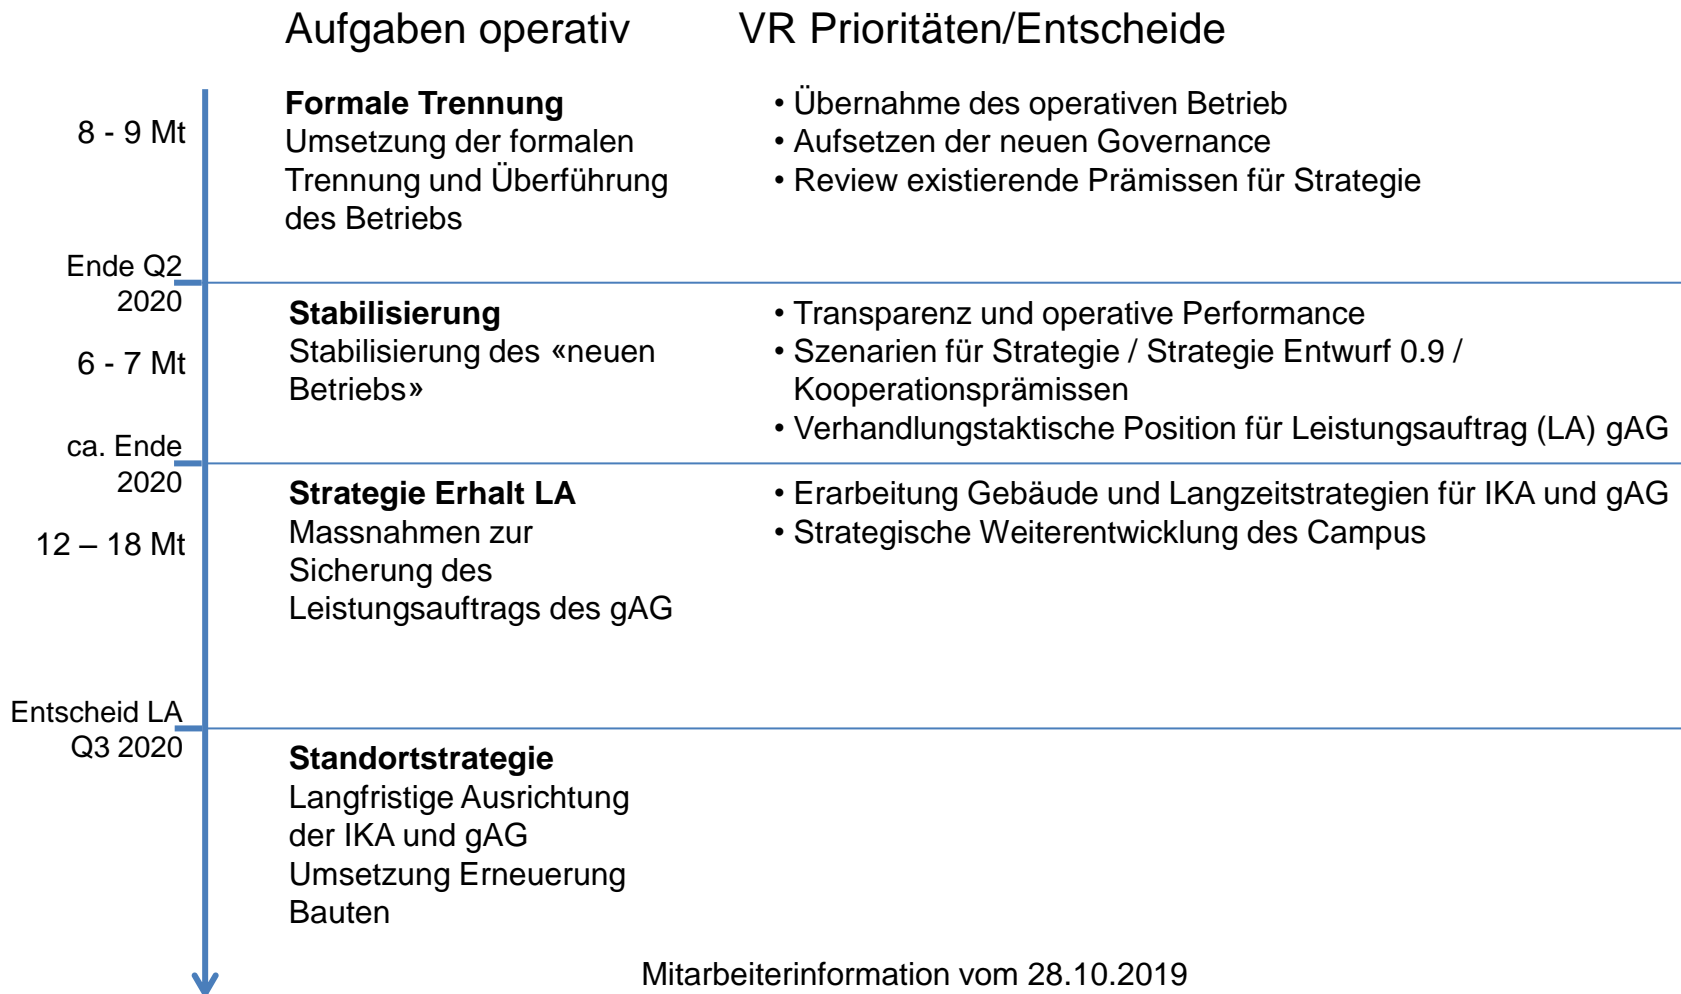 Aufgaben operativ
VR Prioritäten/Entscheide
8 - 9 Mt
Formale Trennung
Umsetzung der formalen
Trennung und Überführung
des Betriebs
• Übernahme des operativen Betrieb
• Aufsetzen der neuen Governance
• Review existierende Prämissen für Strategie
Ende Q2
2020
6 - 7 Mt
Stabilisierung
Stabilisierung des «neuen
Betriebs»
• Transparenz und operative Performance
• Szenarien für Strategie / Strategie Entwurf 0.9 /
Kooperationsprämissen
• Verhandlungstaktische Position für Leistungsauftrag (LA) gAG
ca. Ende
2020
12 – 18 Mt
Strategie Erhalt LA
Massnahmen zur
Sicherung des
Leistungsauftrags des gAG
• Erarbeitung Gebäude und Langzeitstrategien für IKA und gAG
• Strategische Weiterentwicklung des Campus
Entscheid LA
Q3 2020
Standortstrategie
Langfristige Ausrichtung
der IKA und gAG
Umsetzung Erneuerung
Bauten
Mitarbeiterinformation vom 28.10.2019